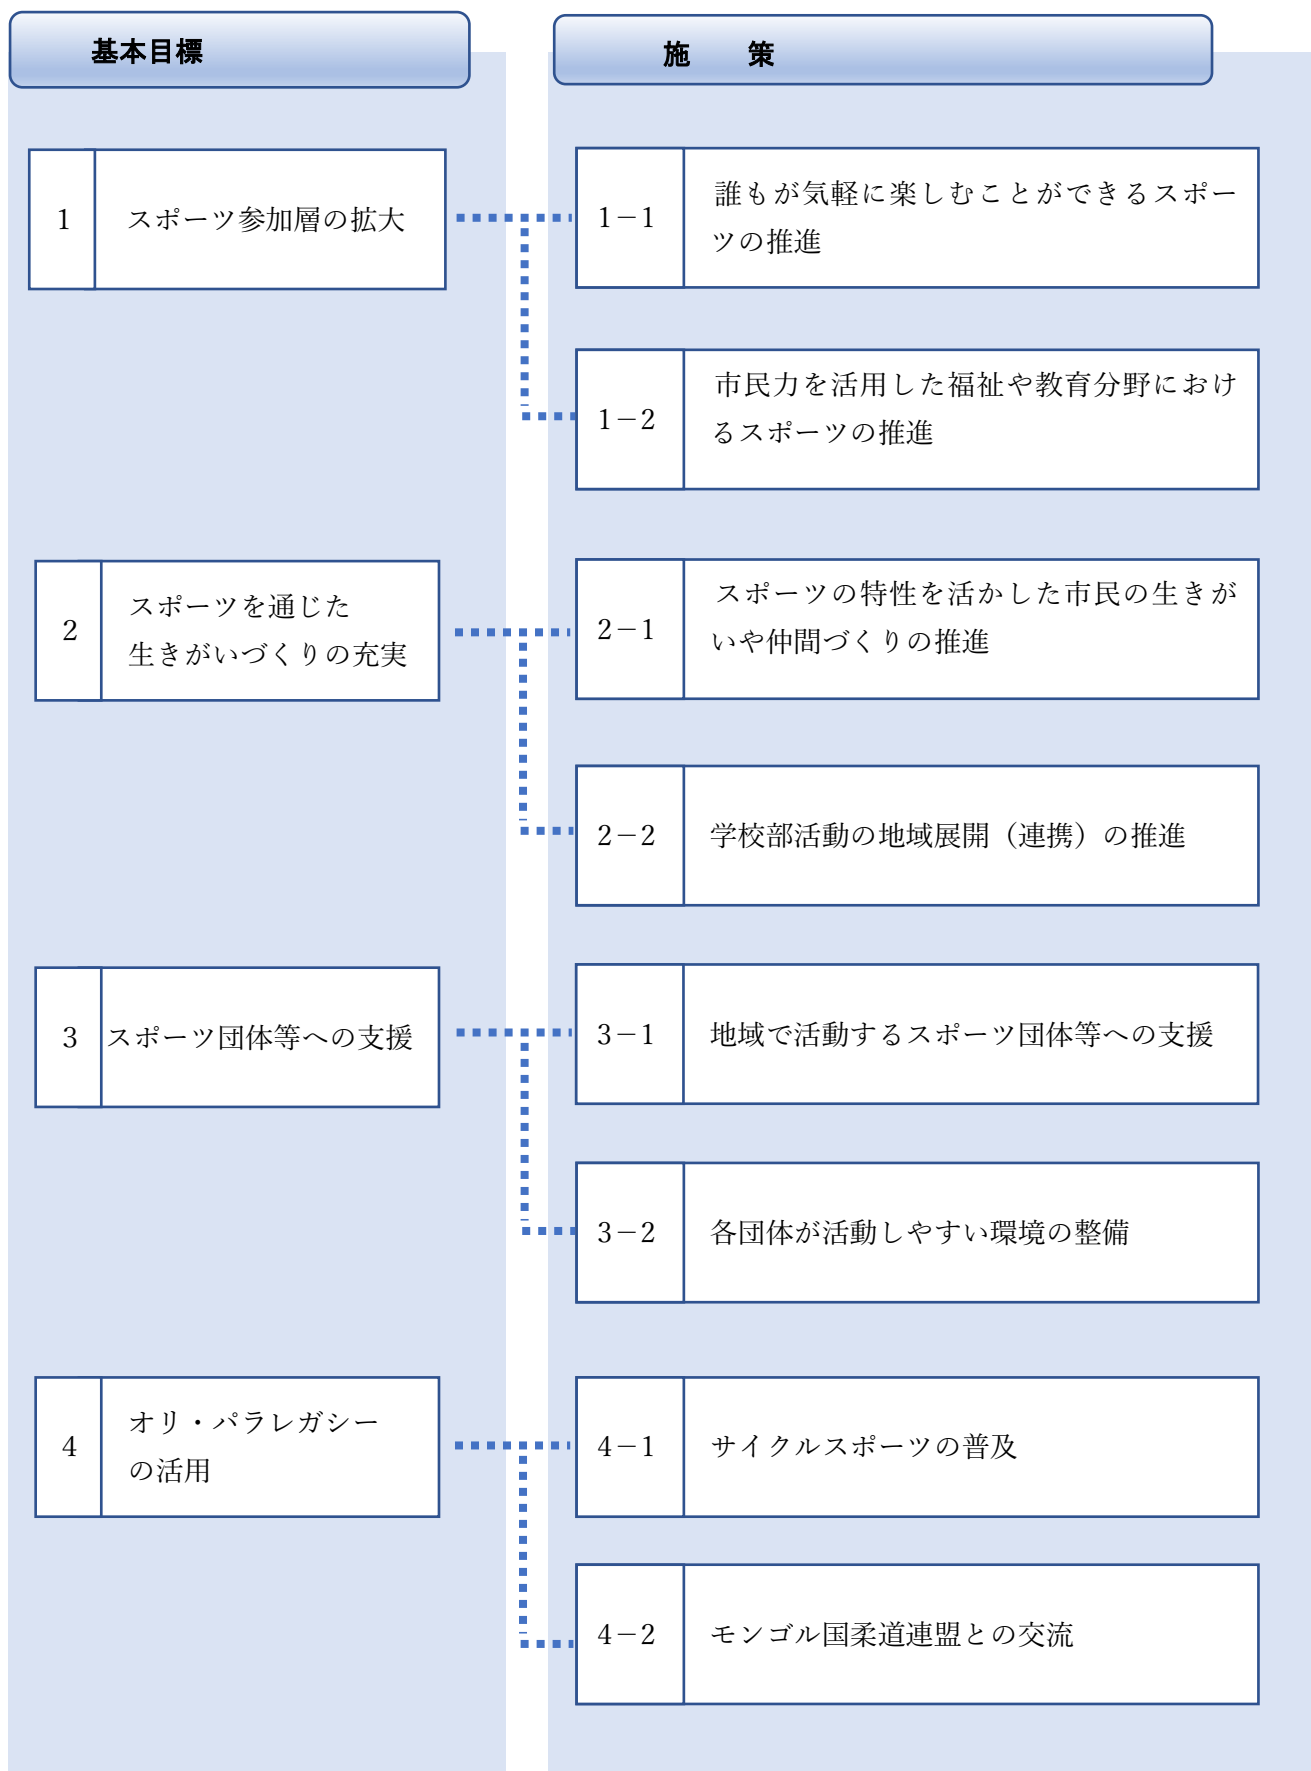 基本目標
施　　策
1
スポーツ参加層の拡大
1－1
誰もが気軽に楽しむことができるスポー
ツの推進
1－2
市民力を活用した福祉や教育分野におけ
るスポーツの推進
2
スポーツを通じた
生きがいづくりの充実
2－1
スポーツの特性を活かした市民の生きが
いや仲間づくりの推進
2－2
学校部活動の地域展開（連携）の推進
3
スポーツ団体等への支援
3－1
地域で活動するスポーツ団体等への支援
3－2
各団体が活動しやすい環境の整備
4
オリ・パラレガシー
の活用
4－1
サイクルスポーツの普及
4－2
モンゴル国柔道連盟との交流